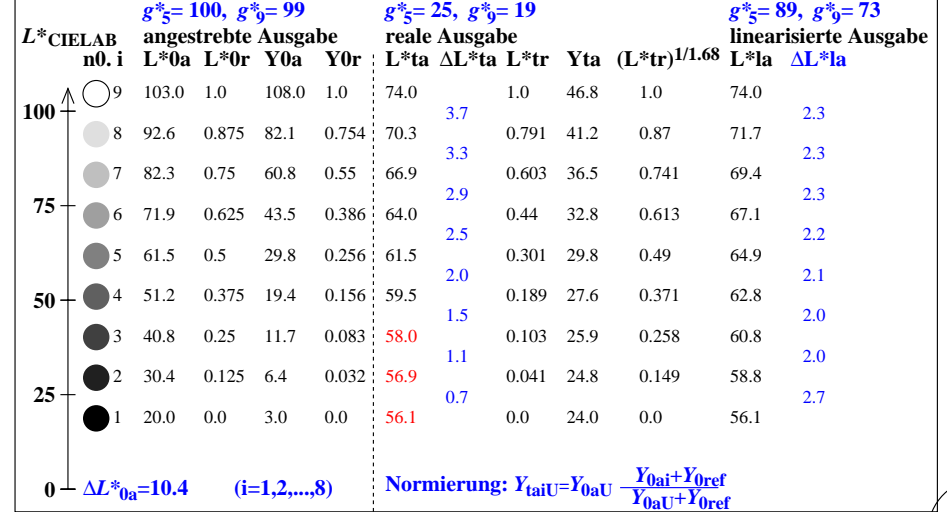 g*5= 100, g*9= 99 g*5= 25, g*9= 19 g*5= 89, g*9= 73
L*CIELAB angestrebte Ausgabe reale Ausgabe linearisierte Ausgabe
n0. i L*0a L*0r Y0a Y0r L*ta ΔL*ta L*tr Yta (L*tr)1/1.68 L*la ΔL*la
9 103.0 1.0 108.0 1.0 74.0 1.0 46.8 1.0 74.0
100 3.7 2.3
8 92.6 0.875 82.1 0.754 70.3 0.791 41.2 0.87 71.7
3.3 2.3
7 82.3 0.75 60.8 0.55 66.9 0.603 36.5 0.741 69.4
75 2.9 2.3
6 71.9 0.625 43.5 0.386 64.0 0.44 32.8 0.613 67.1
2.5 2.2
5 61.5 0.5 29.8 0.256 61.5 0.301 29.8 0.49 64.9
2.0 2.1
50 4 51.2 0.375 19.4 0.156 59.5 0.189 27.6 0.371 62.8
1.5 2.0
3 40.8 0.25 11.7 0.083 58.0 0.103 25.9 0.258 60.8
1.1 2.0
2 30.4 0.125 6.4 0.032 56.9 0.041 24.8 0.149 58.8
25 0.7 2.7
1 20.0 0.0 3.0 0.0 56.1 0.0 24.0 0.0 56.1
0 ΔL*0a=10.4 (i=1,2,...,8) Normierung: YtaiU=Y0aU Y0ai+Y0ref
Y0aU+Y0ref